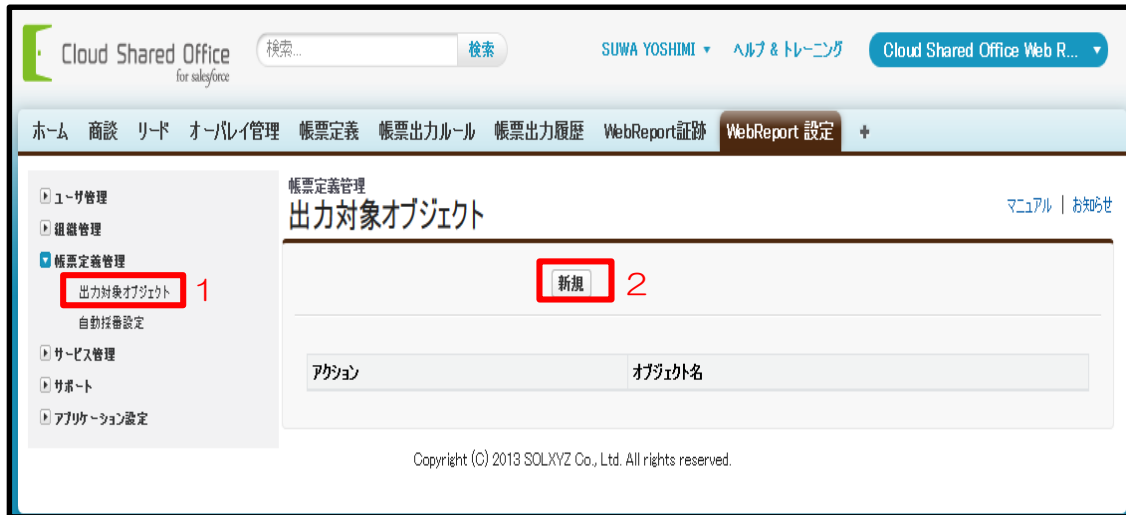 Cloud Shared Office
for salesforce
検索...
検索
SUWA YOSHIMI
ヘルプ & トレーニング
Cloud Shared Office Web R...
ホーム 商談 リード オーバレイ管理 帳票定義 帳票出力ルール 帳票出力履歴 WebReport証跡 WebReport 設定 +
ユーザ管理
組織管理
帳票定義管理
出力対象オブジェクト
1
自動採番設定
サービス管理
サポート
アプリケーション設定
帳票定義管理
出力対象オブジェクト
マニュアル | お知らせ
新規
2
アクション オブジェクト名
Copyright (C) 2013 SOLXYZ Co., Ltd. All rights reserved.